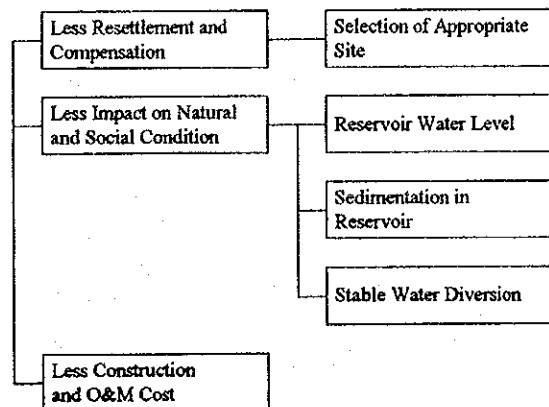 Less Resettlement and
Compensation
Selection of Appropriate
Site
Less Impact on Natural
and Social Condition
Reservoir Water Level
Sedimentation in
Reservoir
Stable Water Diversion
Less Construction
and O&M Cost